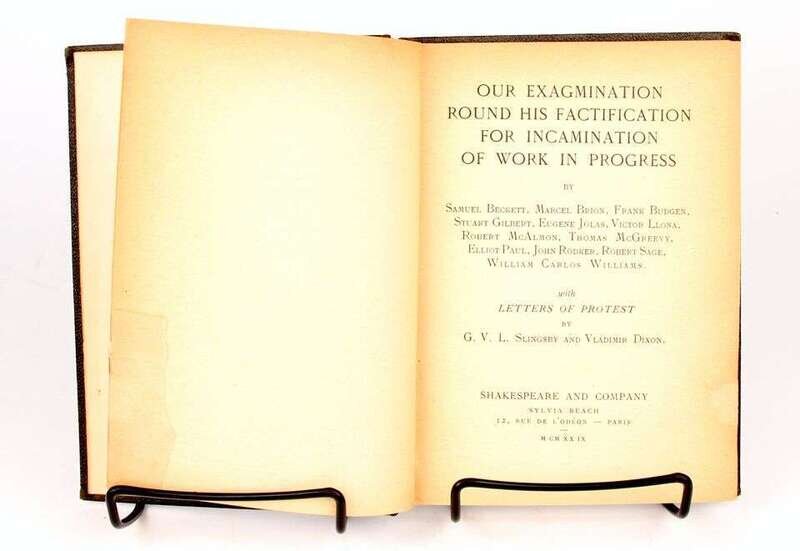 OUR EXAGMINATION
ROUND HIS FACTIFICATION
FOR INCAMINATION
OF WORK IN PROGRESS
BY
SAMUEL BECKETT, MARCEL BRION, FRANK BUDGEN,
STUART GILBERT, EUGENE JOLAS, VICTOR LLONA,
ROBERT MCALMON, THOMAS MCGREEVY,
ELLIOT PAUL, JOHN RODKER, ROBERT SAGE,
WILLIAM CARLOS WILLIAMS.
with
LETTERS OF PROTEST
BY
G. V. L. SLINGSBY AND VLADIMIR DIXON.
SHAKESPEARE AND COMPANY
SYLVIA BEACH
12, RUE DE L'ODÉON — PARIS
M CM XX IX